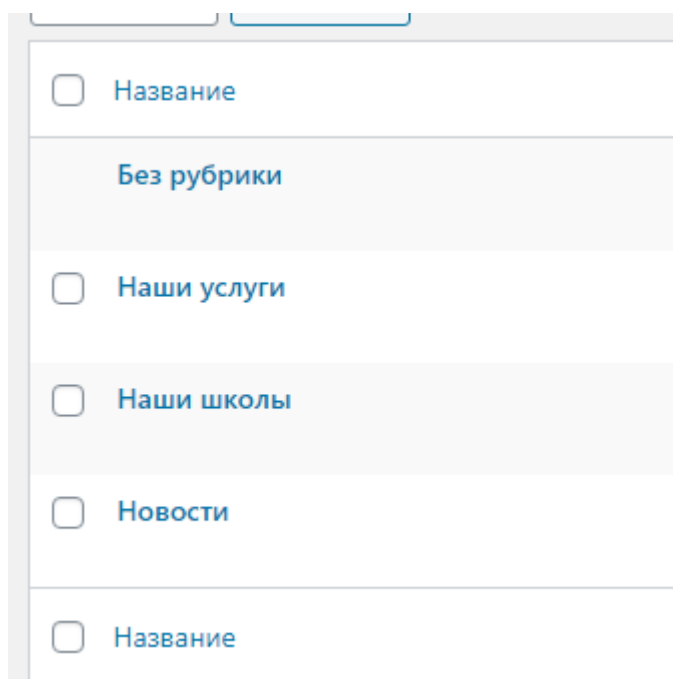 Название
Без рубрики
Наши услуги
Наши школы
Новости
Название